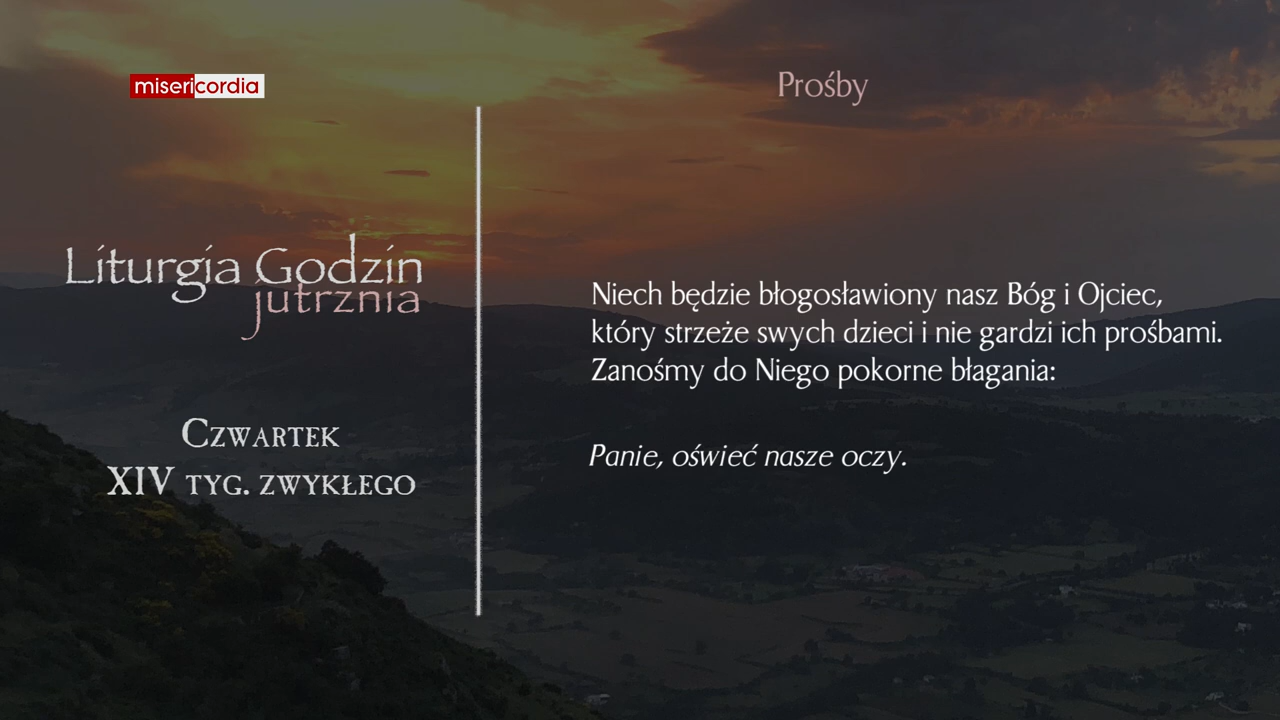 misericordia
Liturgia Godzin
jutrznia
Czwartek
XIV tyg. zwykłego
Prośby
Niech będzie błogosławiony nasz Bóg i Ojciec,
który strzeże swych dzieci i nie gardzi ich prośbami.
Zanośmy do Niego pokorne błagania:
Panie, oświeć nasze oczy.